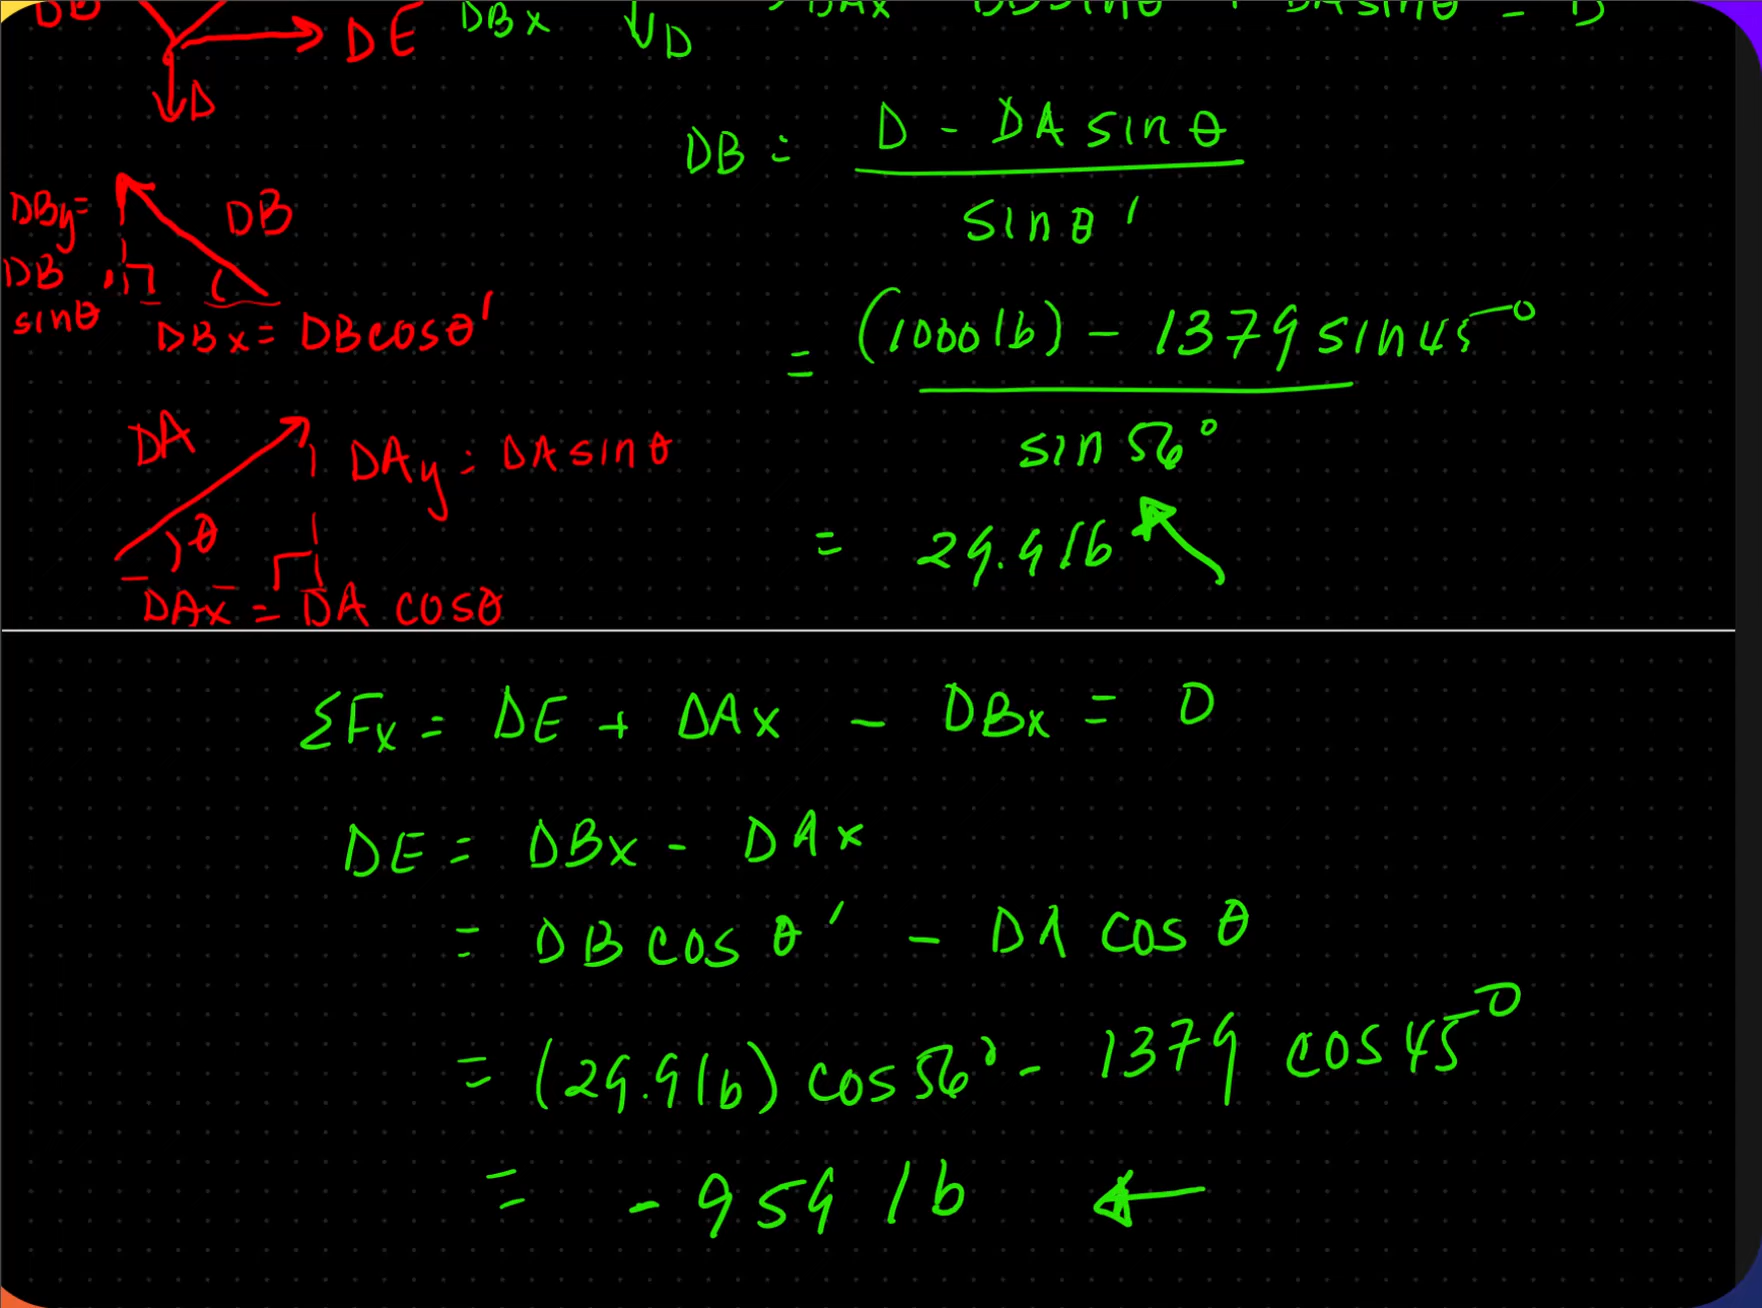 DE DBx D
D
DB = D - DA sin θ
sin θ'
DBy =
DB
DB
sin θ
DBx = DB cos θ'
= (1000 lb) - 1379 sin 45°
sin 56°
= 29.9 lb
DA
DAy = DA sin θ
θ
DAx = DA cos θ
ΣFx = DE + DAx - DBx = 0
DE = DBx - DAx
= DB cos θ' - DA cos θ
= (29.9 lb) cos 56° - 1379 cos 45°
= - 959 lb